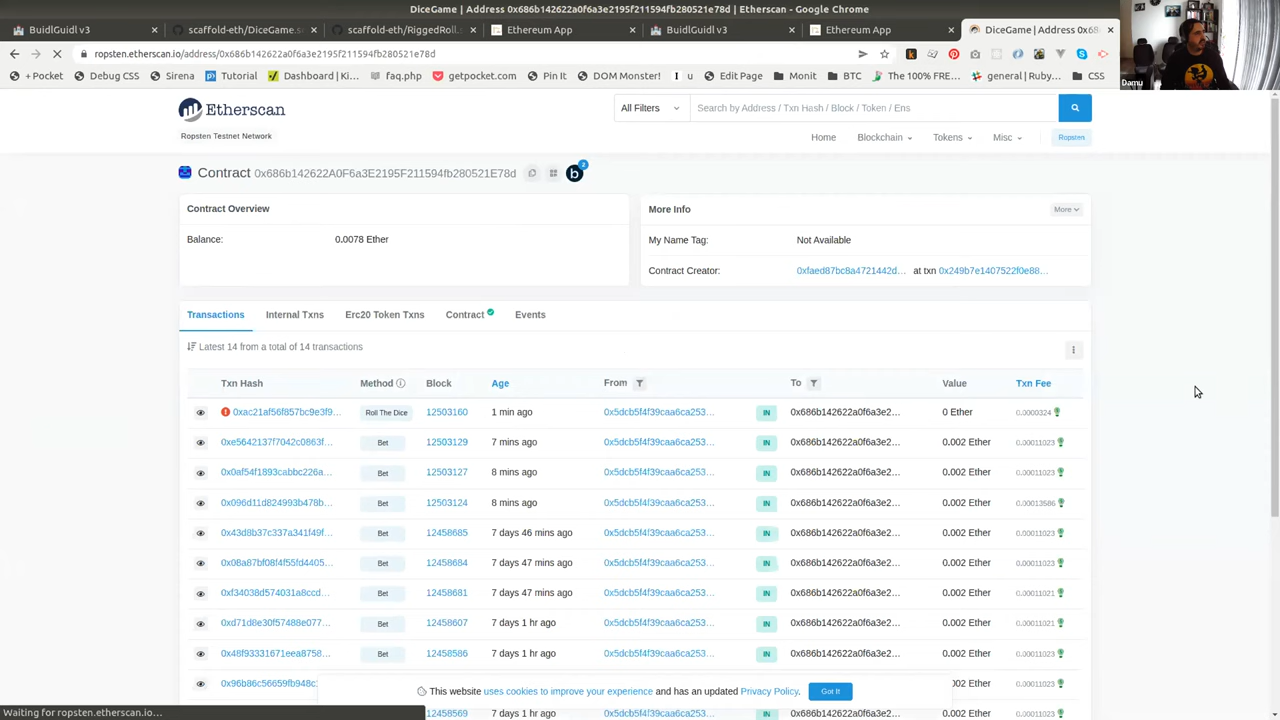 DiceGame | Address 0x686b142622a0f6a3e2195f211594fb280521e78d | Etherscan - Google Chrome
BuidlGuidl v3
scaffold-eth/DiceGame.s
scaffold-eth/RiggedRoll.s
Ethereum App
BuidlGuidl v3
Ethereum App
DiceGame | Address 0x68
ropsten.etherscan.io/address/0x686b142622a0f6a3e2195f211594fb280521e78d
+ Pocket
Debug CSS
Sirena
Tutorial
Dashboard | Ki...
faq.php
getpocket.com
Pin It
DOM Monster!
I u
Edit Page
Monit
BTC
The 100% FRE...
general | Ruby...
CSS
Damu
Etherscan
All Filters
Search by Address / Txn Hash / Block / Token / Ens
Ropsten Testnet Network
Home
Blockchain
Tokens
Misc
Ropsten
Contract 0x686b142622A0F6a3E2195F211594fb280521E78d
b
2
Contract Overview
More Info
More
Balance:
0.0078 Ether
My Name Tag:
Not Available
Contract Creator:
0xfaed87bc8a4721442d... at txn 0x249b7e1407522f0e88...
Transactions
Internal Txns
Erc20 Token Txns
Contract
Events
Latest 14 from a total of 14 transactions
Txn Hash Method Block Age From To Value Txn Fee
0xac21af56f857bc9e3f9... Roll The Dice 12503160 1 min ago 0x5dcb5f4f39caa6ca253... IN 0x686b142622a0f6a3e2... 0 Ether 0.0000324
0xe5642137f7042c0863f... Bet 12503129 7 mins ago 0x5dcb5f4f39caa6ca253... IN 0x686b142622a0f6a3e2... 0.002 Ether 0.00011023
0x0af54f1893cabbc226a... Bet 12503127 8 mins ago 0x5dcb5f4f39caa6ca253... IN 0x686b142622a0f6a3e2... 0.002 Ether 0.00011023
0x096d11d824993b478b... Bet 12503124 8 mins ago 0x5dcb5f4f39caa6ca253... IN 0x686b142622a0f6a3e2... 0.002 Ether 0.00013586
0x43d8b37c337a341f49f... Bet 12458685 7 days 46 mins ago 0x5dcb5f4f39caa6ca253... IN 0x686b142622a0f6a3e2... 0.002 Ether 0.00011023
0x08a87bf08f4f55fd4405... Bet 12458684 7 days 47 mins ago 0x5dcb5f4f39caa6ca253... IN 0x686b142622a0f6a3e2... 0.002 Ether 0.00011023
0xf34038d574031a8ccd... Bet 12458681 7 days 47 mins ago 0x5dcb5f4f39caa6ca253... IN 0x686b142622a0f6a3e2... 0.002 Ether 0.00011021
0xd71d8e30f57488e077... Bet 12458607 7 days 1 hr ago 0x5dcb5f4f39caa6ca253... IN 0x686b142622a0f6a3e2... 0.002 Ether 0.00011021
0x48f93331671eea8758... Bet 12458586 7 days 1 hr ago 0x5dcb5f4f39caa6ca253... IN 0x686b142622a0f6a3e2... 0.002 Ether 0.00011023
0x96b86c56659fb948c
This website uses cookies to improve your experience and has an updated Privacy Policy.
Got It
12458569 7 days 1 hr ago 0x5dcb5f4f39caa6ca253... IN 0x686b142622a0f6a3e2... 0.002 Ether 0.00011023
Waiting for ropsten.etherscan.io...